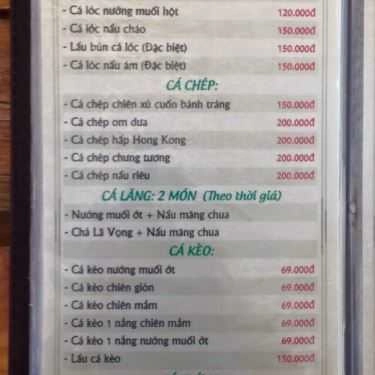 - Cá lóc nướng muối hột 120.000đ
- Cá lóc nấu cháo 150.000đ
- Lẩu bún cá lóc (Đặc biệt) 150.000đ
- Cá lóc nấu ám (Đặc biệt) 150.000đ
CÁ CHÉP:
- Cá chép chiên xù cuốn bánh tráng 150.000đ
- Cá chép om dưa 200.000đ
- Cá chép hấp Hong Kong 200.000đ
- Cá chép chưng tương 200.000đ
- Cá chép nấu riêu 200.000đ
CÁ LĂNG: 2 MÓN (Theo thời giá)
- Nướng muối ớt + Nấu măng chua
- Chả Lã Vọng + Nấu măng chua
CÁ KÈO:
- Cá kèo nướng muối ớt 69.000đ
- Cá kèo chiên giòn 69.000đ
- Cá kèo chiên mắm 69.000đ
- Cá kèo 1 nắng chiên mắm 69.000đ
- Cá kèo 1 nắng nướng muối ớt 69.000đ
- Lẩu cá kèo 150.000đ